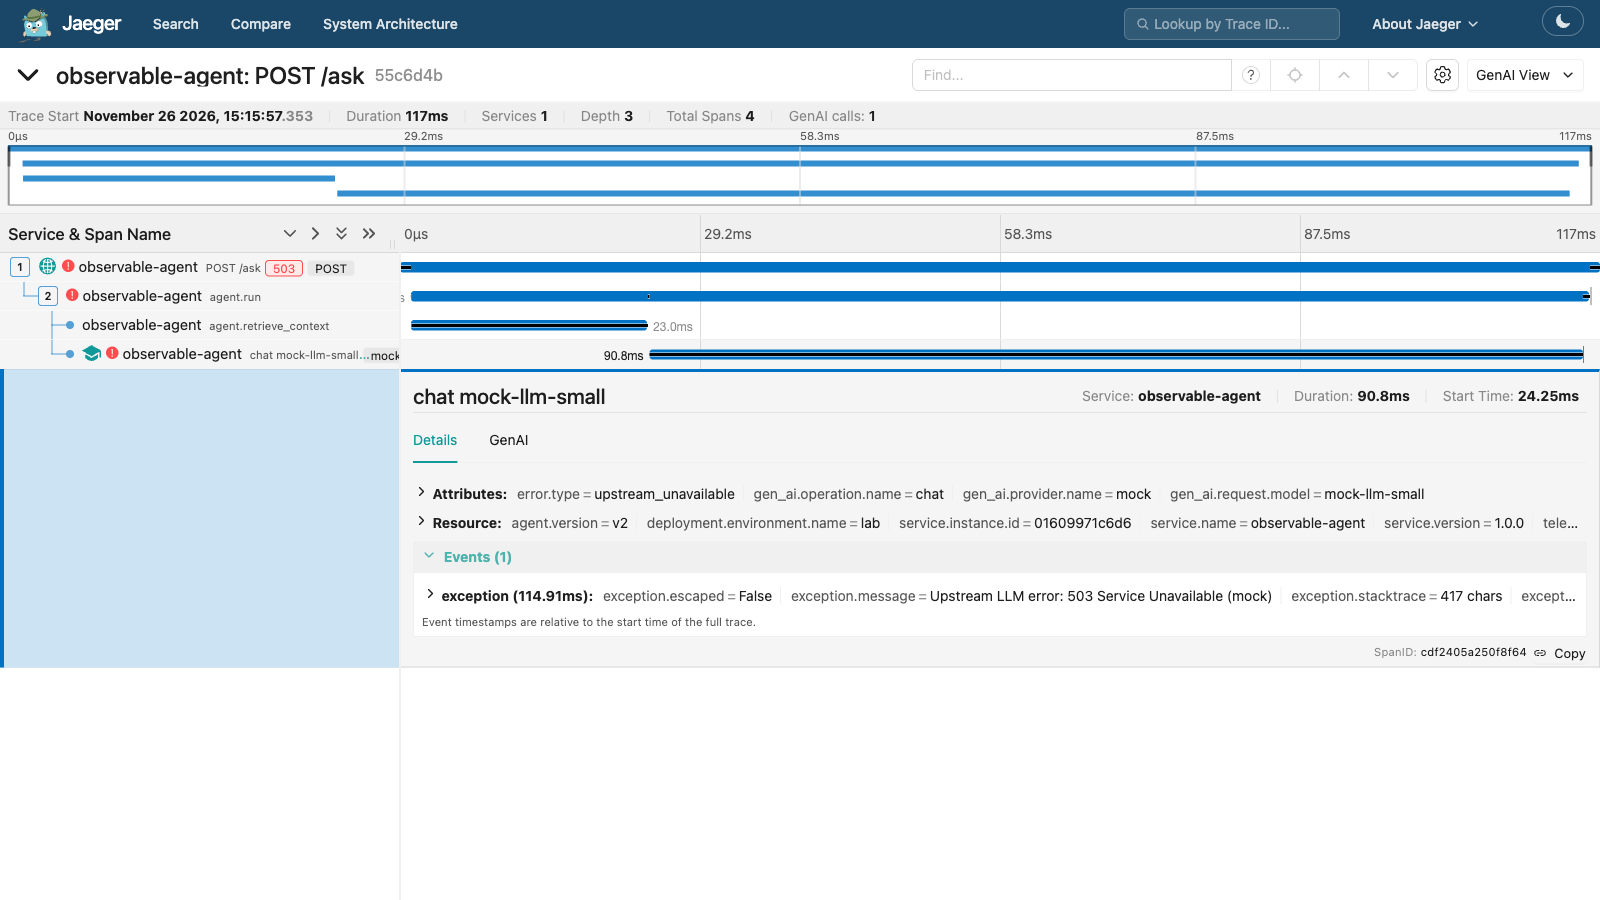 Jaeger Search Compare System Architecture Lookup by Trace ID... About Jaeger
observable-agent: POST /ask 55c6d4b Find... ? GenAI View
Trace Start November 26 2026, 15:15:57.353 Duration 117ms Services 1 Depth 3 Total Spans 4 GenAI calls: 1
0μs 29.2ms 58.3ms 87.5ms 117ms
Service & Span Name 0μs 29.2ms 58.3ms 87.5ms 117ms
1 observable-agent POST /ask 503 POST
2 observable-agent agent.run s
observable-agent agent.retrieve_context 23.0ms
observable-agent chat mock-llm-small... mock 90.8ms
chat mock-llm-small Service: observable-agent Duration: 90.8ms Start Time: 24.25ms
Details GenAI
Attributes: error.type = upstream_unavailable gen_ai.operation.name = chat gen_ai.provider.name = mock gen_ai.request.model = mock-llm-small
Resource: agent.version = v2 deployment.environment.name = lab service.instance.id = 01609971c6d6 service.name = observable-agent service.version = 1.0.0 tele...
Events (1)
exception (114.91ms): exception.escaped = False exception.message = Upstream LLM error: 503 Service Unavailable (mock) exception.stacktrace = 417 chars except...
Event timestamps are relative to the start time of the full trace.
SpanID: cdf2405a250f8f64 Copy